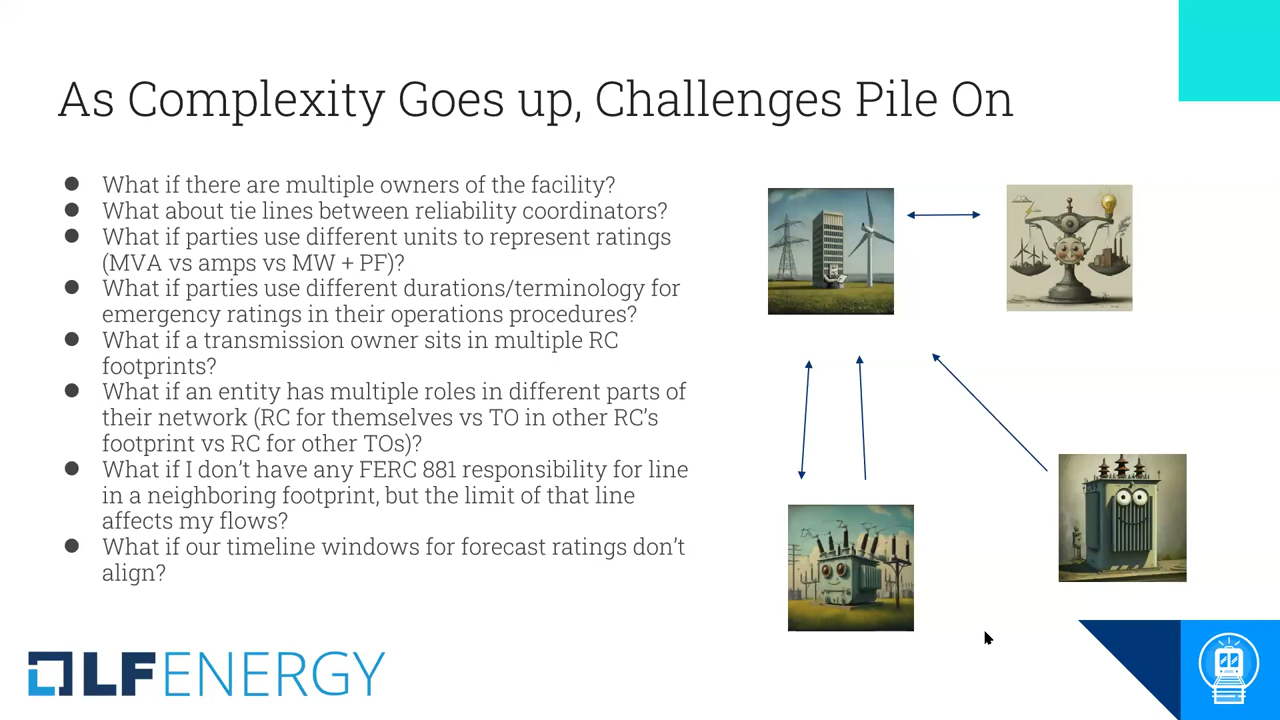 As Complexity Goes up, Challenges Pile On
● What if there are multiple owners of the facility?
● What about tie lines between reliability coordinators?
● What if parties use different units to represent ratings
(MVA vs amps vs MW + PF)?
● What if parties use different durations/terminology for
emergency ratings in their operations procedures?
● What if a transmission owner sits in multiple RC
footprints?
● What if an entity has multiple roles in different parts of
their network (RC for themselves vs TO in other RC’s
footprint vs RC for other TOs)?
● What if I don’t have any FERC 881 responsibility for line
in a neighboring footprint, but the limit of that line
affects my flows?
● What if our timeline windows for forecast ratings don’t
align?
LFENERGY